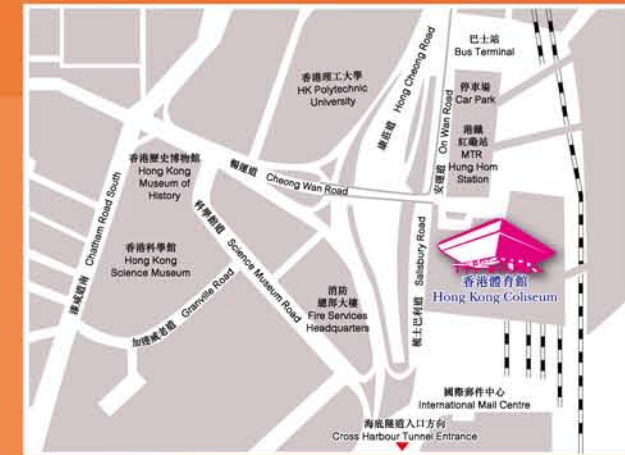 巴士站
Bus Terminal
香港理工大學
HK Polytechnic
University
康莊道 Hong Cheong Road
停車場
Car Park
港鐵
紅磡站
MTR
Hung Hom
Station
安運道 On Wan Road
香港歷史博物館
Hong Kong
Museum of
History
暢運道 Cheong Wan Road
漆咸道南 Chatham Road South
科學館道 Science Museum Road
香港科學館
Hong Kong
Science Museum
梳士巴利道 Salisbury Road
香港體育館
Hong Kong Coliseum
加連威老道 Granville Road
消防
總部大樓
Fire Services
Headquarters
國際郵件中心
International Mail Centre
海底隧道入口方向
Cross Harbour Tunnel Entrance